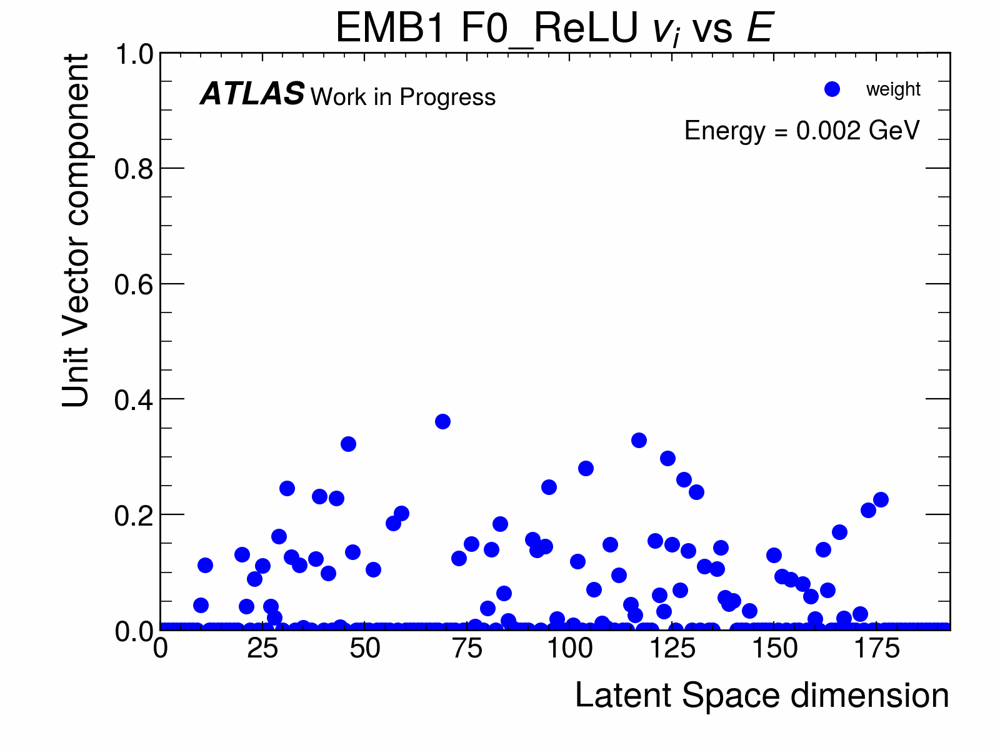 EMB1 F0_ReLU vᵢ vs E
Unit Vector component
1.0
0.8
0.6
0.4
0.2
0.0
ATLAS Work in Progress
weight
Energy = 0.002 GeV
0 25 50 75 100 125 150 175
Latent Space dimension